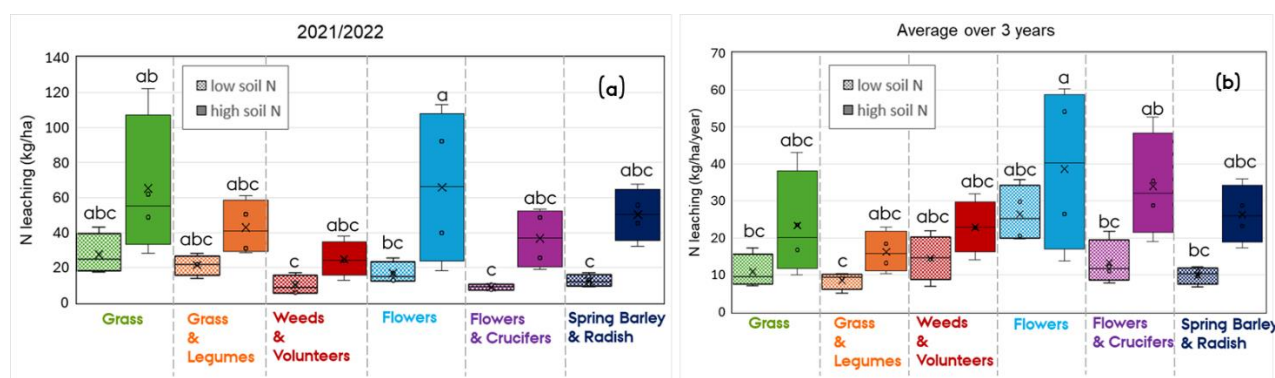 2021/2022
N leaching (kg/ha)
140
120
100
80
60
40
20
0
low soil N
high soil N
(a)
abc
ab
abc
abc
c
abc
bc
a
c
abc
c
abc
Grass
Grass
&
Legumes
Weeds
&
Volunteers
Flowers
Flowers
& Crucifers
Spring Barley
& Radish
Average over 3 years
N leaching (kg/ha/year)
70
60
50
40
30
20
10
0
low soil N
high soil N
(b)
bc
abc
c
abc
abc
abc
abc
a
bc
ab
bc
abc
Grass
Grass
&
Legumes
Weeds
&
Volunteers
Flowers
Flowers
& Crucifers
Spring Barley
& Radish